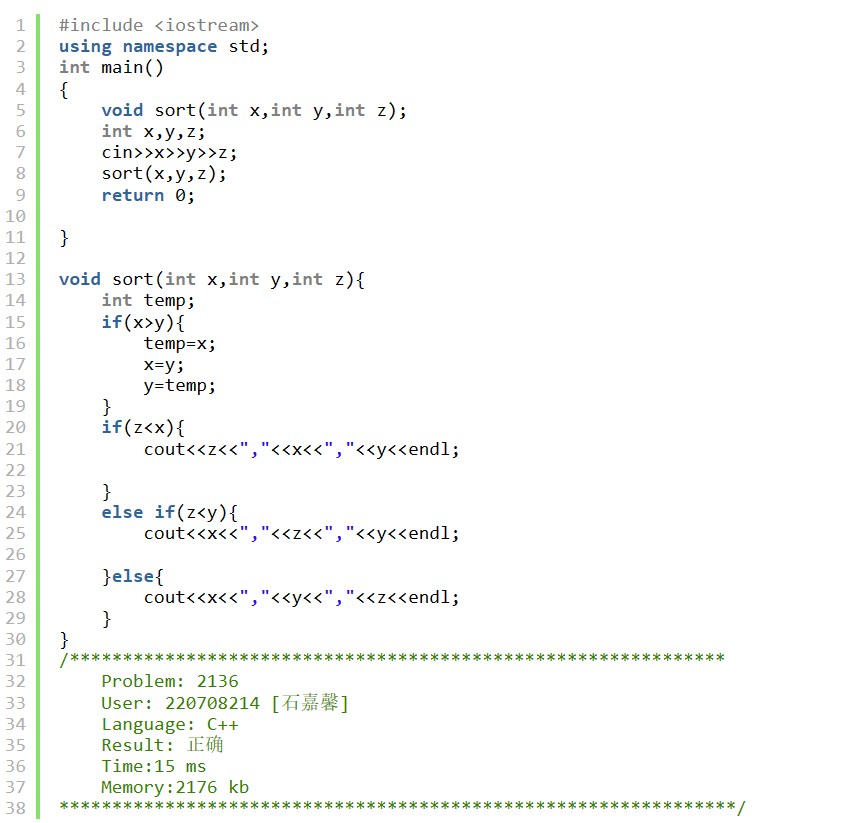 1 #include <iostream>
2 using namespace std;
3 int main()
4 {
5     void sort(int x,int y,int z);
6     int x,y,z;
7     cin>>x>>y>>z;
8     sort(x,y,z);
9     return 0;
10
11 }
12
13 void sort(int x,int y,int z){
14     int temp;
15     if(x>y){
16         temp=x;
17         x=y;
18         y=temp;
19     }
20     if(z<x){
21         cout<<z<<","<<x<<","<<y<<endl;
22
23     }
24     else if(z<y){
25         cout<<x<<","<<z<<","<<y<<endl;
26
27     }else{
28         cout<<x<<","<<y<<","<<z<<endl;
29     }
30 }
31 /**************************************************************
32     Problem: 2136
33     User: 220708214 [石嘉馨]
34     Language: C++
35     Result: 正确
36     Time:15 ms
37     Memory:2176 kb
38 ****************************************************************/